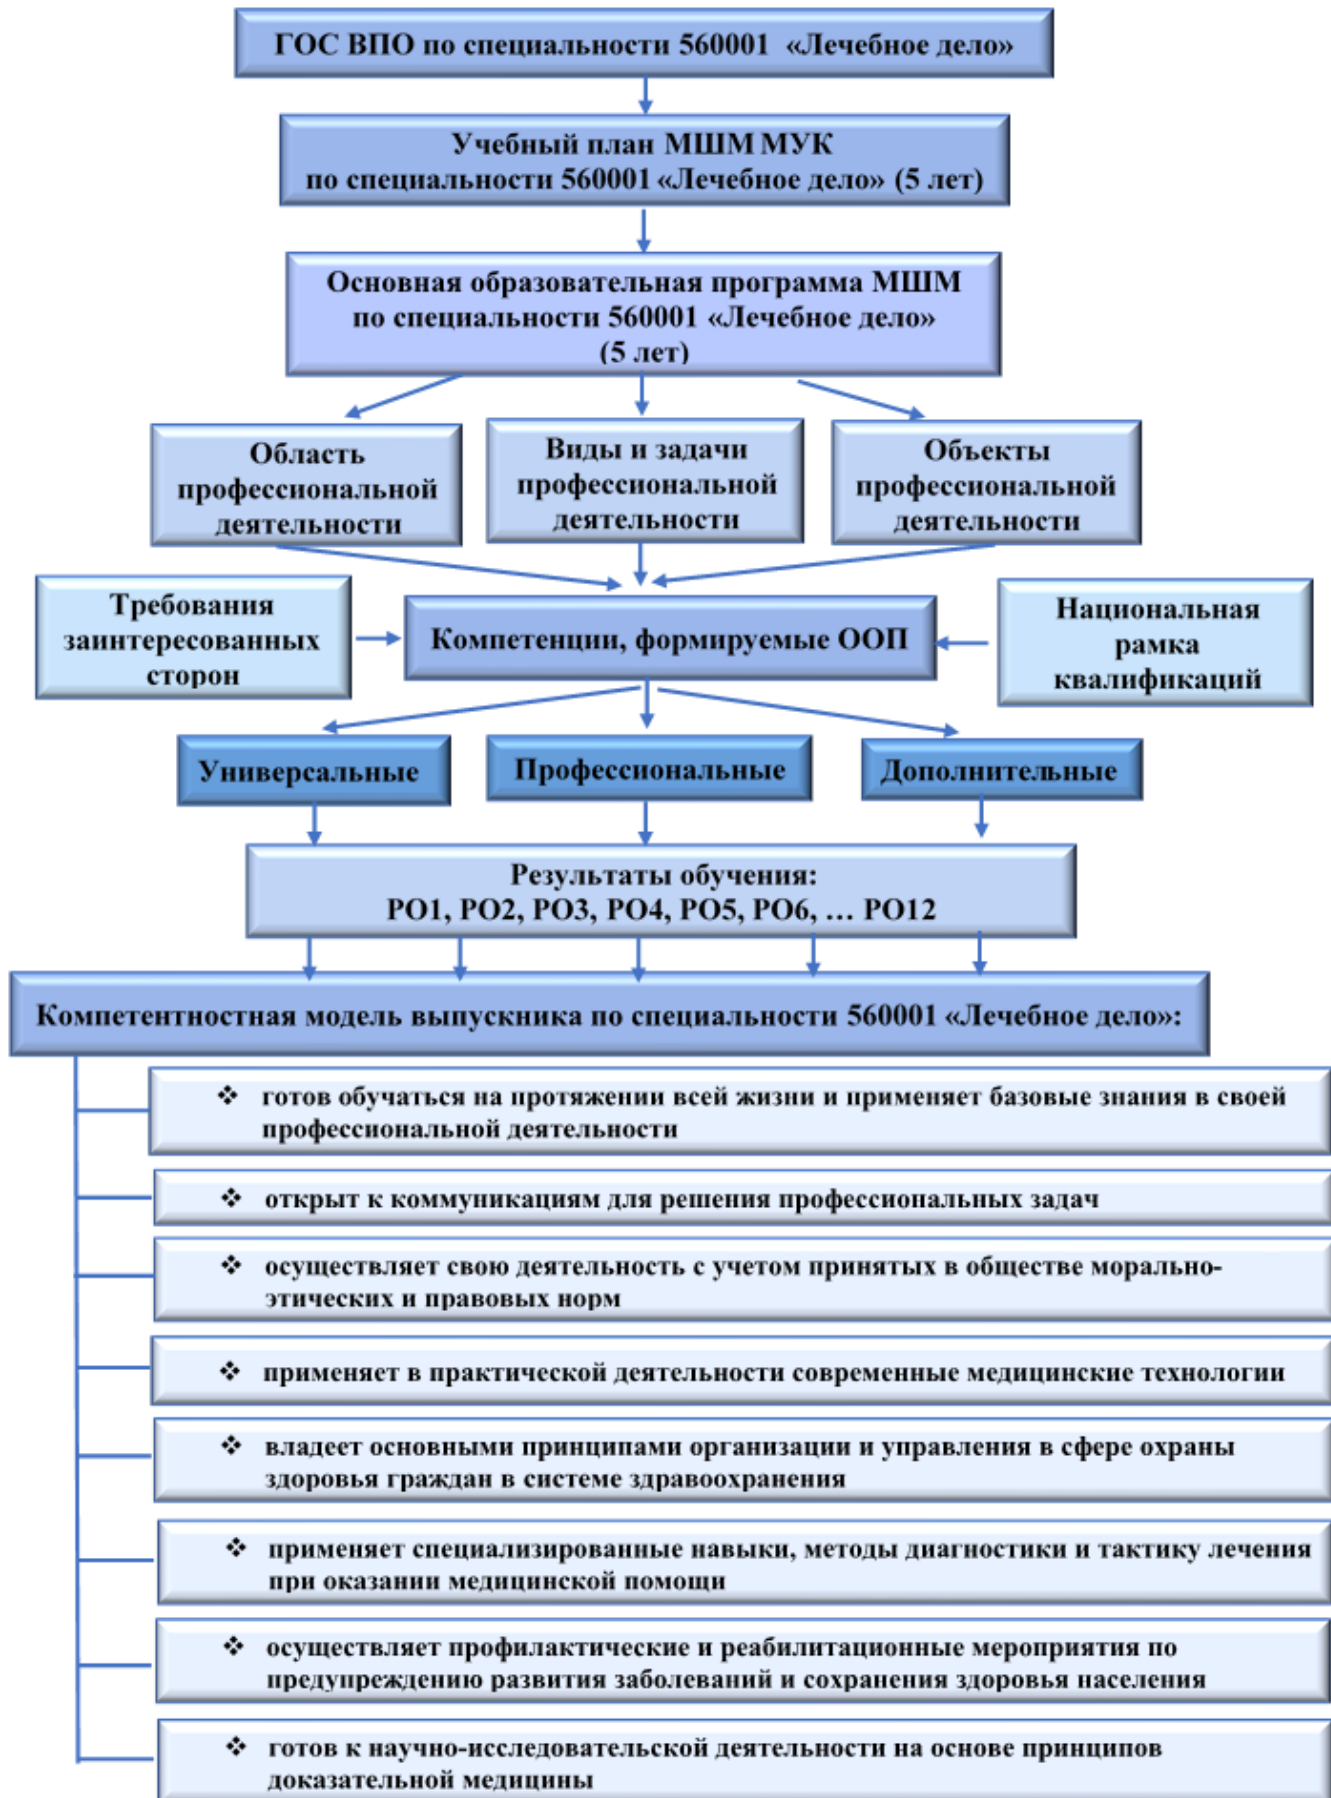 ГОС ВПО по специальности 560001 «Лечебное дело»
Учебный план МШМ МУК
по специальности 560001 «Лечебное дело» (5 лет)
Основная образовательная программа МШМ
по специальности 560001 «Лечебное дело»
(5 лет)
Область
профессиональной
деятельности
Виды и задачи
профессиональной
деятельности
Объекты
профессиональной
деятельности
Требования
заинтересованных
сторон
Компетенции, формируемые ООП
Национальная
рамка
квалификаций
Универсальные
Профессиональные
Дополнительные
Результаты обучения:
РО1, РО2, РО3, РО4, РО5, РО6, … РО12
Компетентностная модель выпускника по специальности 560001 «Лечебное дело»:
❖ готов обучаться на протяжении всей жизни и применяет базовые знания в своей
профессиональной деятельности
❖ открыт к коммуникациям для решения профессиональных задач
❖ осуществляет свою деятельность с учетом принятых в обществе морально-
этических и правовых норм
❖ применяет в практической деятельности современные медицинские технологии
❖ владеет основными принципами организации и управления в сфере охраны
здоровья граждан в системе здравоохранения
❖ применяет специализированные навыки, методы диагностики и тактику лечения
при оказании медицинской помощи
❖ осуществляет профилактические и реабилитационные мероприятия по
предупреждению развития заболеваний и сохранения здоровья населения
❖ готов к научно-исследовательской деятельности на основе принципов
доказательной медицины